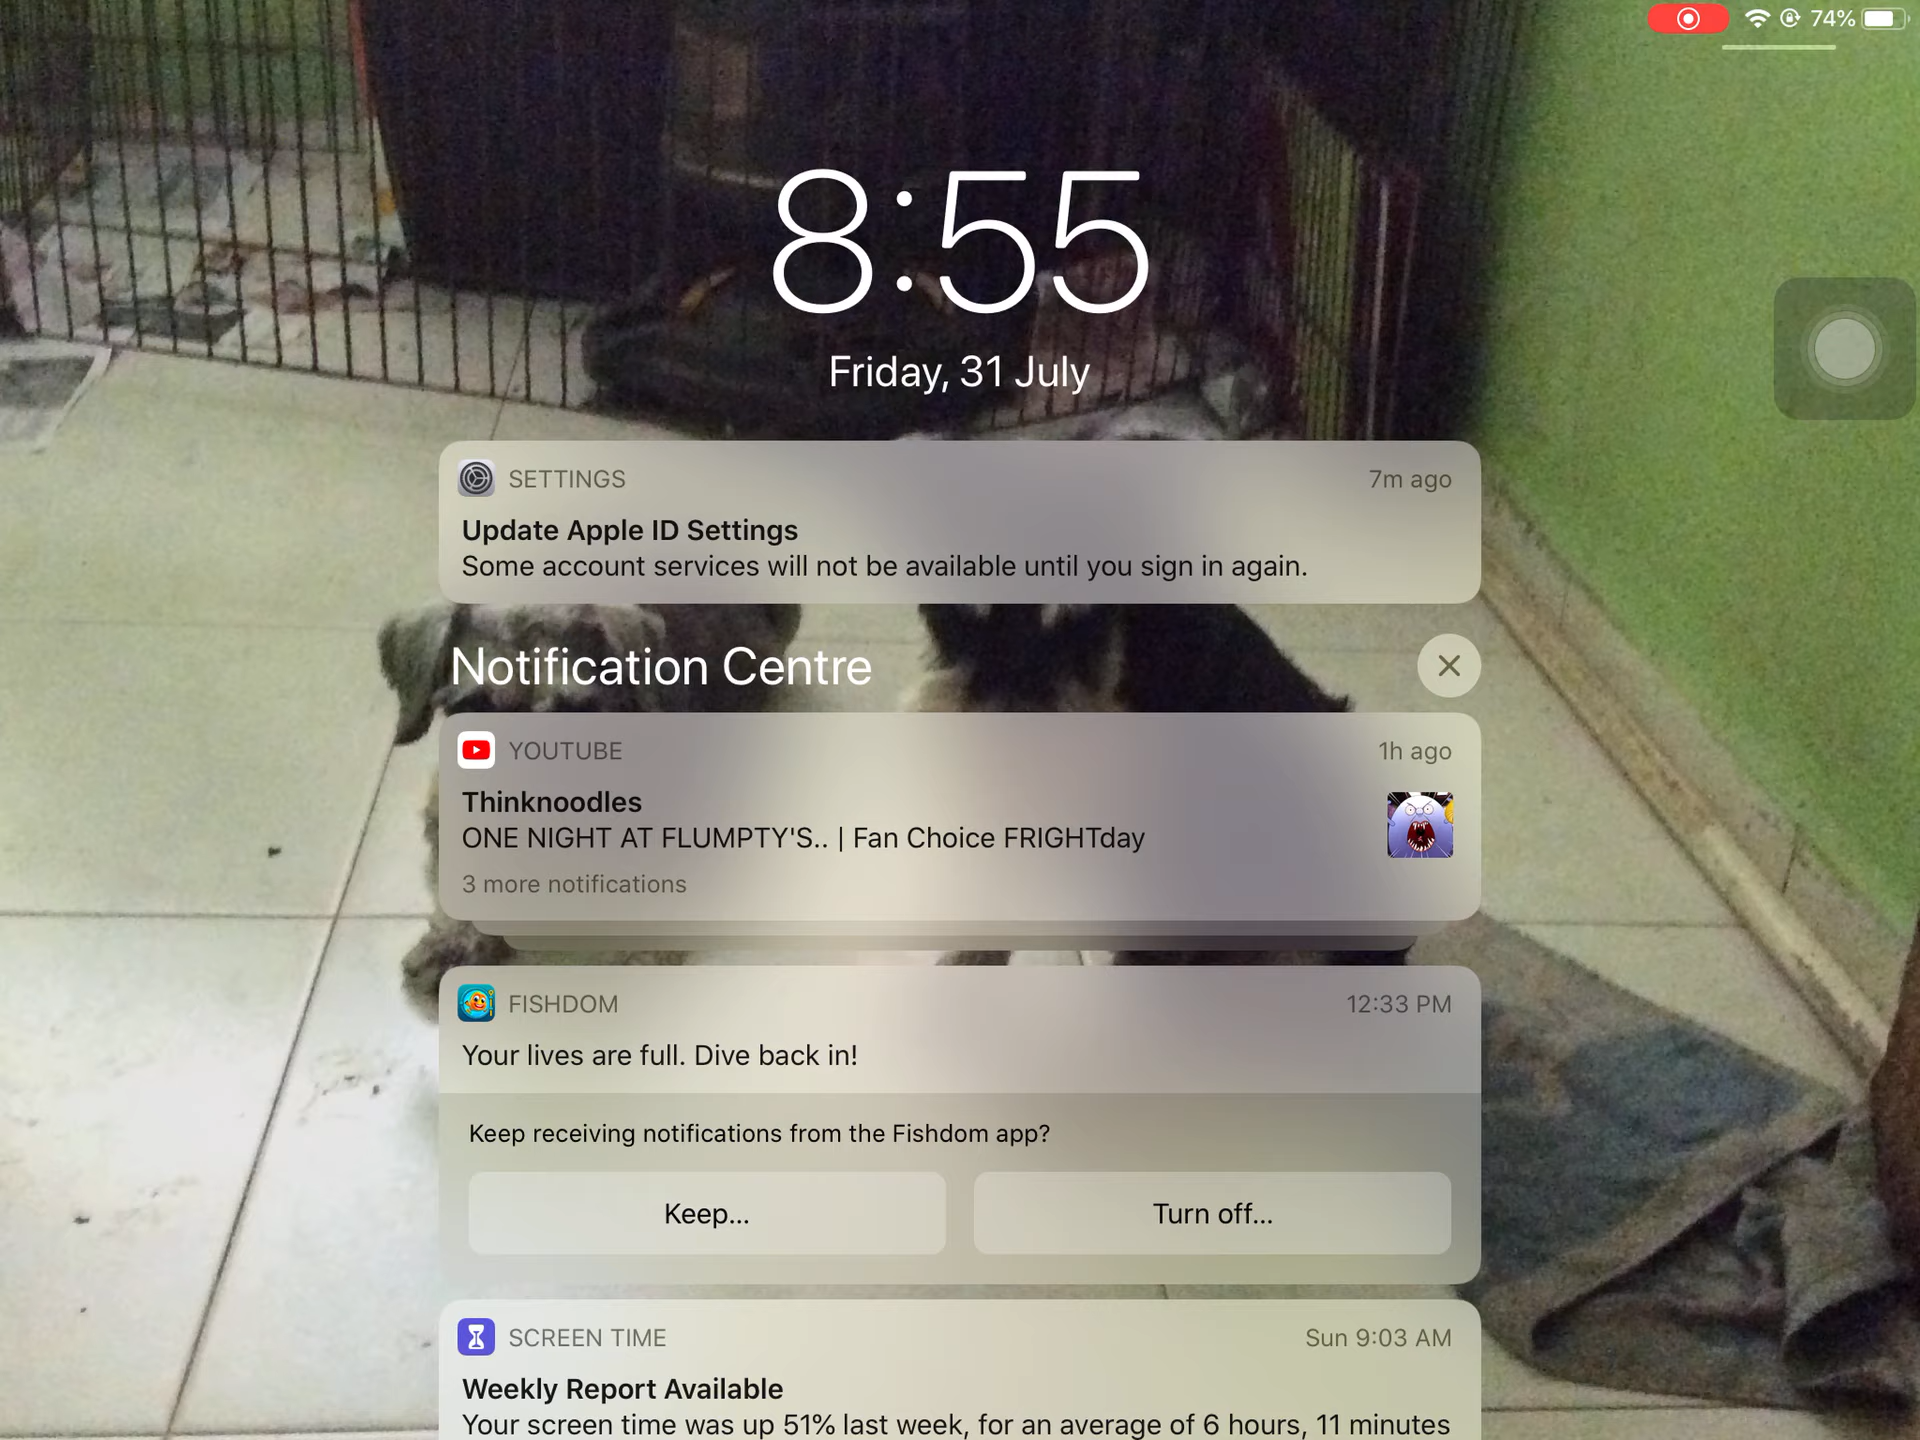 74%
8:55
Friday, 31 July
SETTINGS
7m ago
Update Apple ID Settings
Some account services will not be available until you sign in again.
Notification Centre
YOUTUBE
1h ago
Thinknoodles
ONE NIGHT AT FLUMPTY'S.. | Fan Choice FRIGHTday
3 more notifications
FISHDOM
12:33 PM
Your lives are full. Dive back in!
Keep receiving notifications from the Fishdom app?
Keep...
Turn off...
SCREEN TIME
Sun 9:03 AM
Weekly Report Available
Your screen time was up 51% last week, for an average of 6 hours, 11 minutes